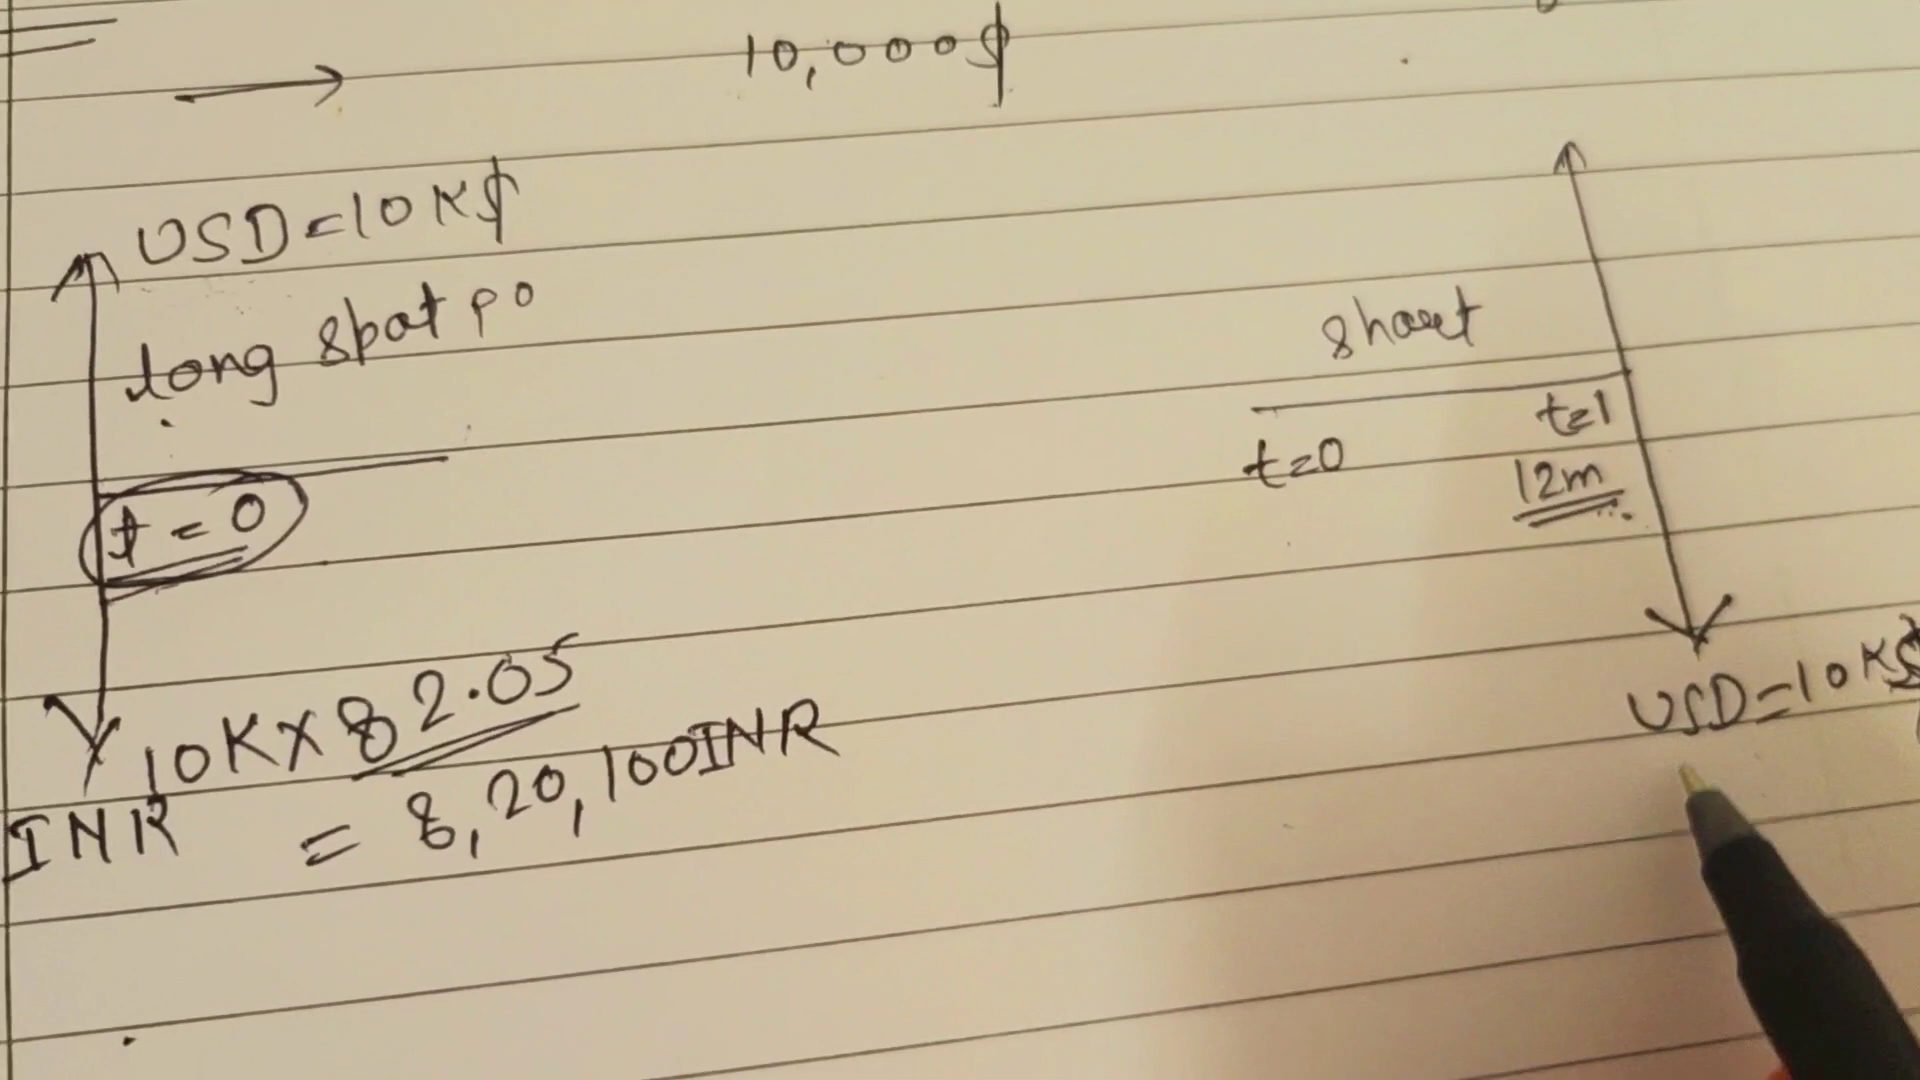 10,000$
USD=10K$
long spot po
t = 0
10K X 82.05
INR = 8,20,100INR
short
t=0 t=1
12m
USD=10K$